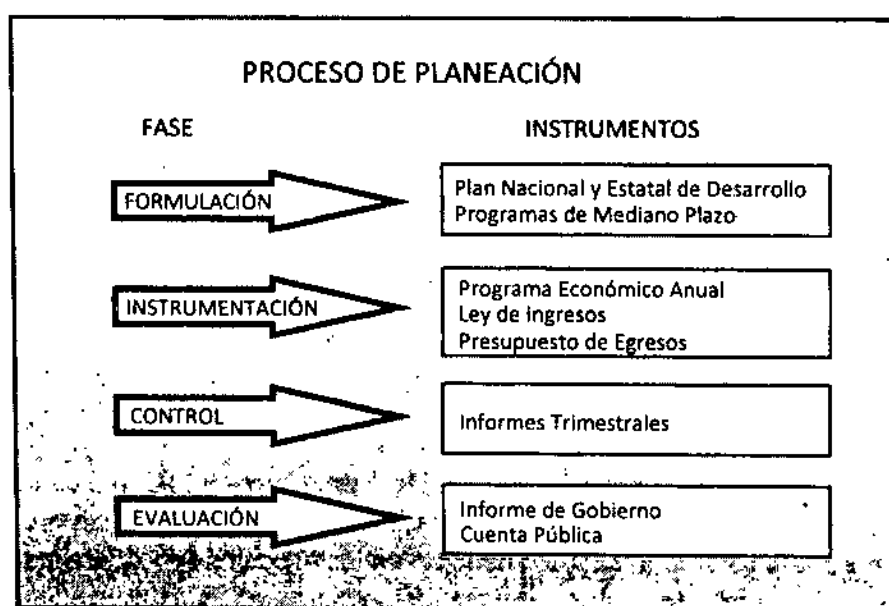 PROCESO DE PLANEACIÓN
FASE INSTRUMENTOS
FORMULACIÓN
Plan Nacional y Estatal de Desarrollo
Programas de Mediano Plazo
INSTRUMENTACIÓN
Programa Económico Anual
Ley de Ingresos
Presupuesto de Egresos
CONTROL
Informes Trimestrales
EVALUACIÓN
Informe de Gobierno
Cuenta Pública